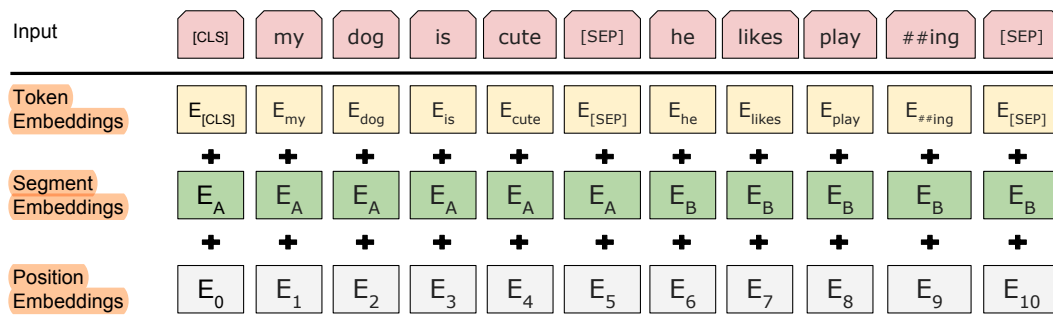 Input [CLS] my dog is cute [SEP] he likes play ##ing [SEP]
Token
Embeddings E[CLS] Emy Edog Eis Ecute E[SEP] Ehe Elikes Eplay E##ing E[SEP]
+ + + + + + + + + + +
Segment
Embeddings EA EA EA EA EA EA EB EB EB EB EB
+ + + + + + + + + + +
Position
Embeddings E0 E1 E2 E3 E4 E5 E6 E7 E8 E9 E10